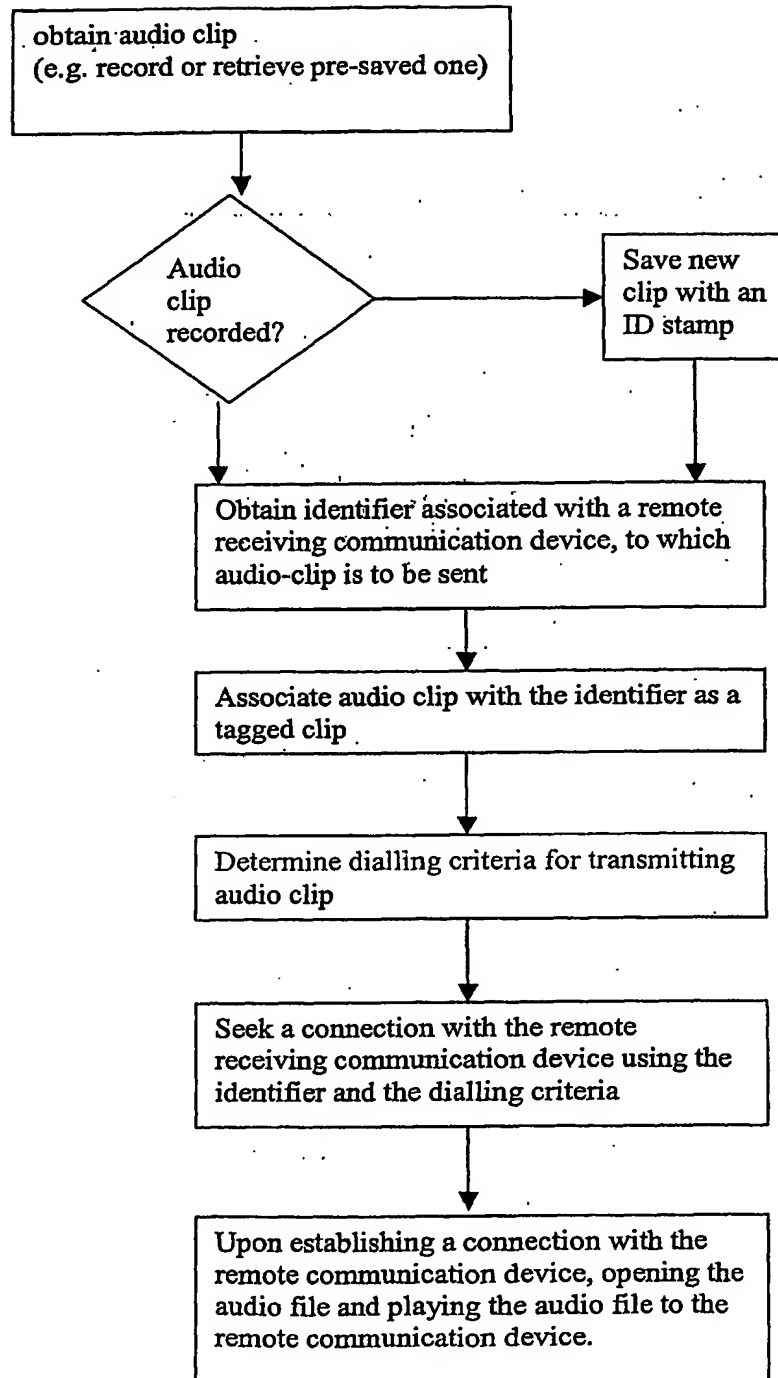 obtain audio clip
(e.g. record or retrieve pre-saved one)
Audio
clip
recorded?
Save new
clip with an
ID stamp
Obtain identifier associated with a remote
receiving communication device, to which
audio-clip is to be sent
Associate audio clip with the identifier as a
tagged clip
Determine dialling criteria for transmitting
audio clip
Seek a connection with the remote
receiving communication device using the
identifier and the dialling criteria
Upon establishing a connection with the
remote communication device, opening the
audio file and playing the audio file to the
remote communication device.